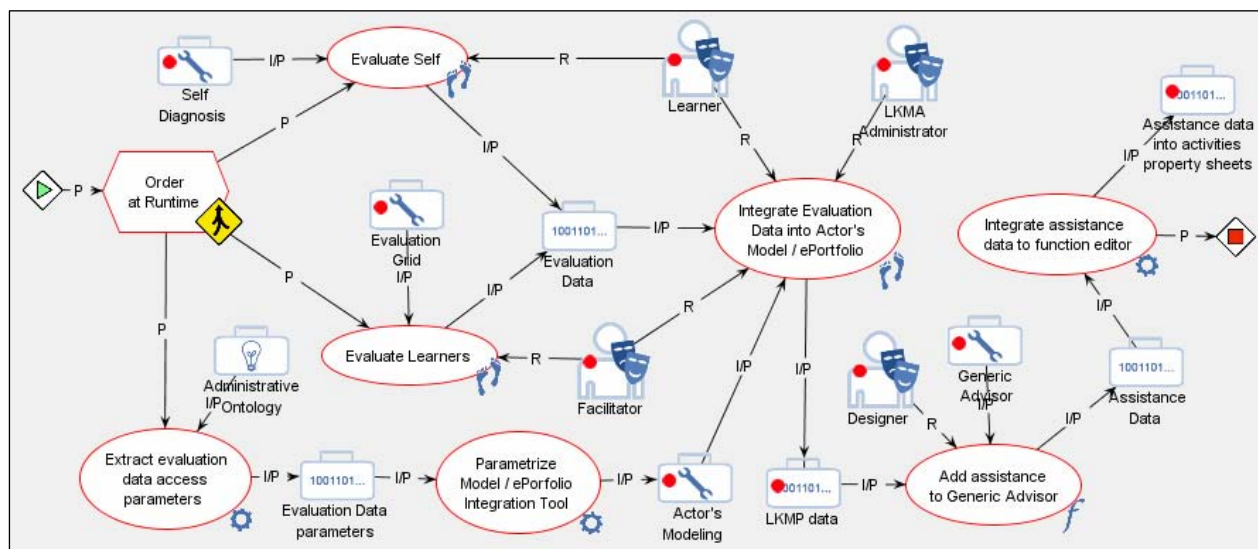 Self
Diagnosis
I/P
Evaluate Self
R
Learner
LKMA
Administrator
1001101...
Assistance data
into activities
property sheets
P
I/P
R
R
I/P
P
Order
at Runtime
Evaluation
Grid
I/P
P
I/P
1001101...
Evaluation
Data
I/P
Integrate Evaluation
Data into Actor's
Model / ePortfolio
Integrate assistance
data to function editor
P
P
Evaluate Learners
R
Facilitator
R
I/P
I/P
Designer
R
Generic
Advisor
I/P
I/P
1001101...
Assistance
Data
I/P
Administrative
Ontology
I/P
Extract evaluation
data access
parameters
I/P
1001101...
Evaluation Data
parameters
I/P
Parametrize
Model / ePorfolio
Integration Tool
I/P
Actor's
Modeling
1001101...
LKMP data
I/P
Add assistance
to Generic Advisor
f